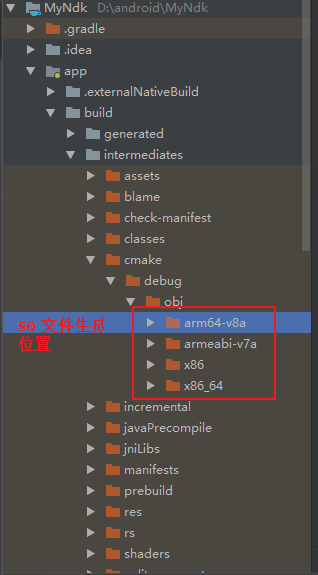 MyNdk D:\android\MyNdk
.gradle
.idea
app
.externalNativeBuild
build
generated
intermediates
assets
blame
check-manifest
classes
cmake
debug
obj
so 文件生成
位置
arm64-v8a
armeabi-v7a
x86
x86_64
incremental
javaPrecompile
jniLibs
manifests
prebuild
res
rs
shaders